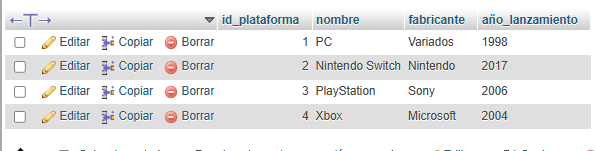 id_plataforma nombre fabricante año_lanzamiento
Editar Copiar Borrar 1 PC Variados 1998
Editar Copiar Borrar 2 Nintendo Switch Nintendo 2017
Editar Copiar Borrar 3 PlayStation Sony 2006
Editar Copiar Borrar 4 Xbox Microsoft 2004